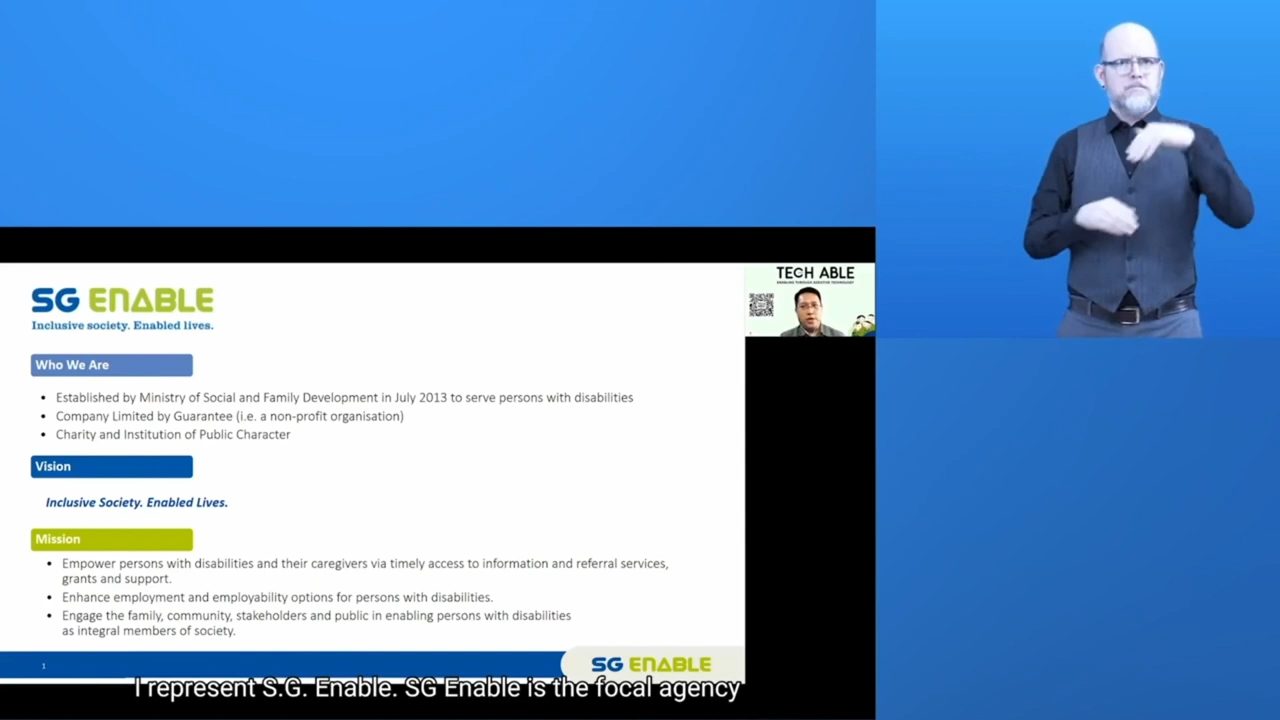 SG ENABLE
Inclusive society. Enabled lives.
TECH ABLE
ENABLING THROUGH ASSISTIVE TECHNOLOGY
Who We Are
• Established by Ministry of Social and Family Development in July 2013 to serve persons with disabilities
• Company Limited by Guarantee (i.e. a non-profit organisation)
• Charity and Institution of Public Character
Vision
Inclusive Society. Enabled Lives.
Mission
• Empower persons with disabilities and their caregivers via timely access to information and referral services,
grants and support.
• Enhance employment and employability options for persons with disabilities.
• Engage the family, community, stakeholders and public in enabling persons with disabilities
as integral members of society.
1
SG ENABLE
I represent S.G. Enable. SG Enable is the focal agency